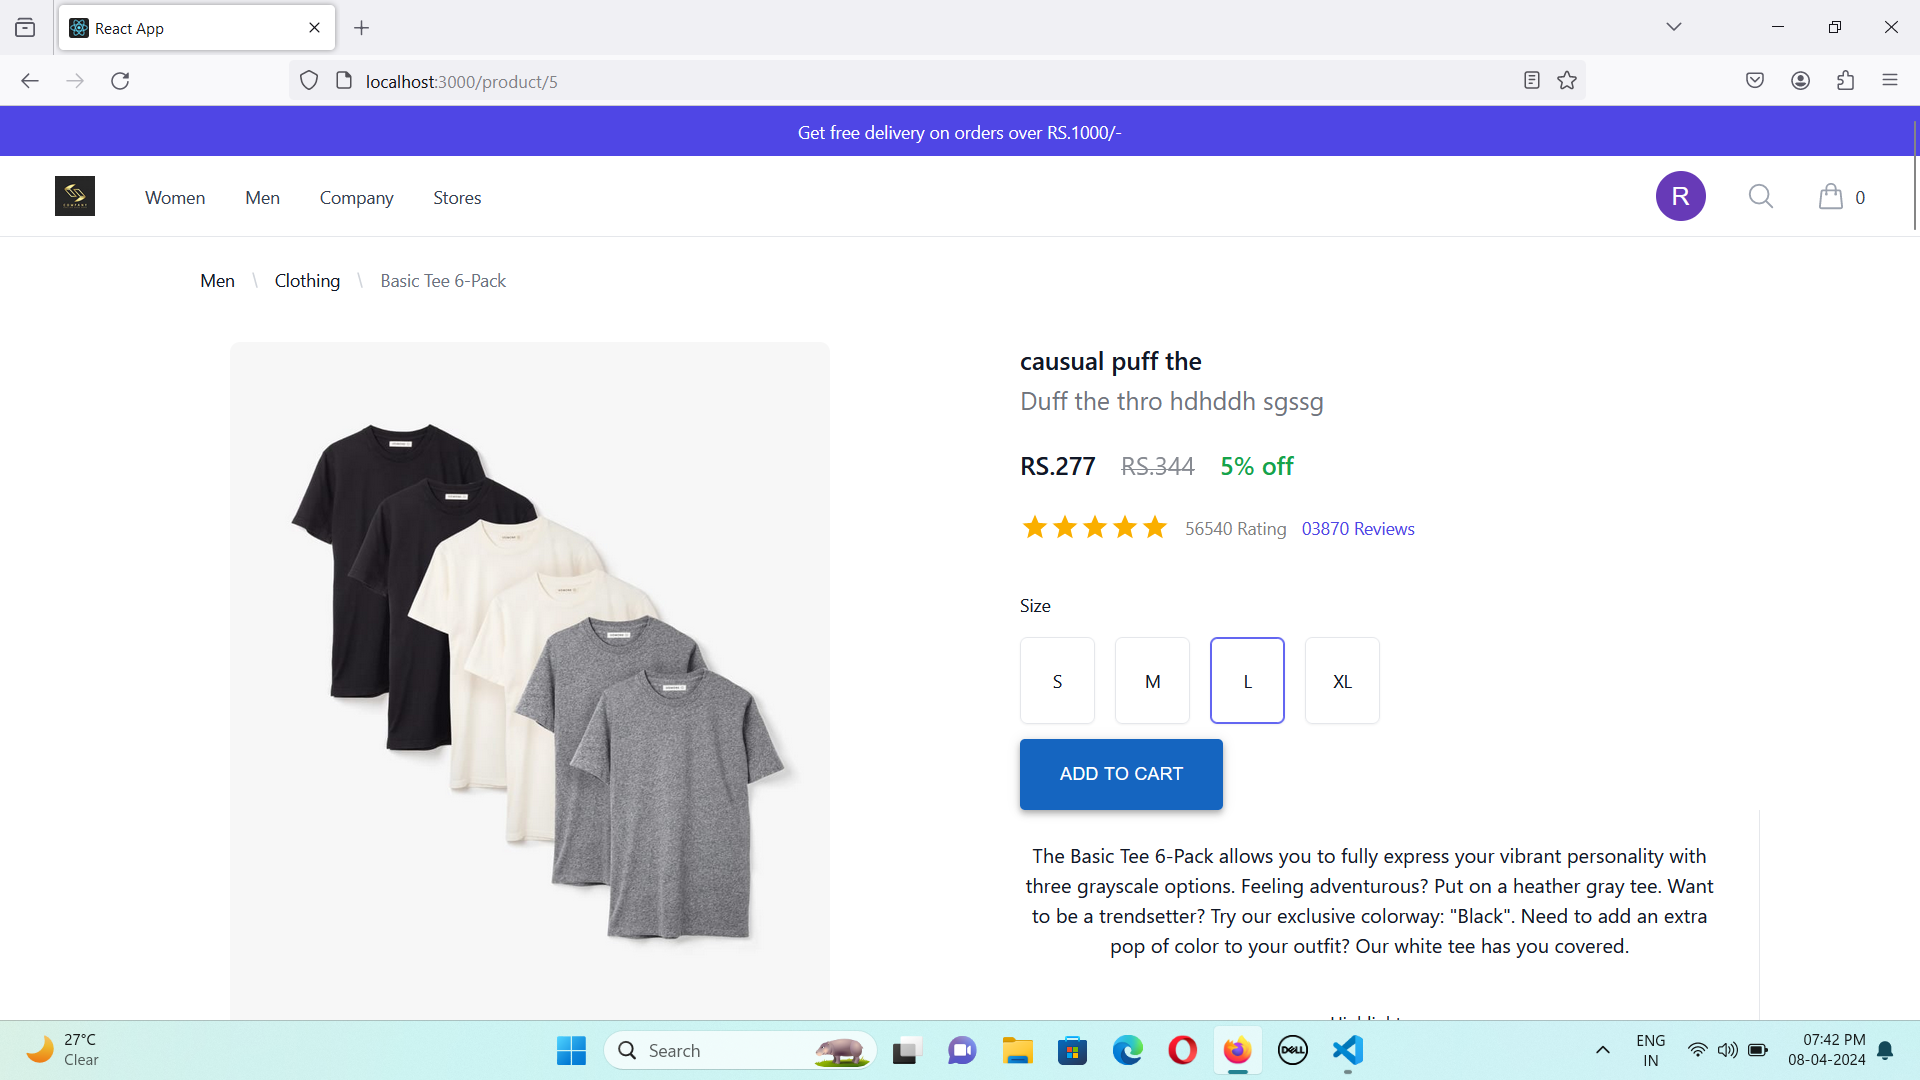 React App
localhost:3000/product/5
Get free delivery on orders over RS.1000/-
Women Men Company Stores
R
0
Men \ Clothing \ Basic Tee 6-Pack
causual puff the
Duff the thro hdhddh sgssg
RS.277 RS.344 5% off
56540 Rating 03870 Reviews
Size
S M L XL
ADD TO CART
The Basic Tee 6-Pack allows you to fully express your vibrant personality with
three grayscale options. Feeling adventurous? Put on a heather gray tee. Want
to be a trendsetter? Try our exclusive colorway: "Black". Need to add an extra
pop of color to your outfit? Our white tee has you covered.
27°C
Clear
Search
DELL
ENG
IN
07:42 PM
08-04-2024